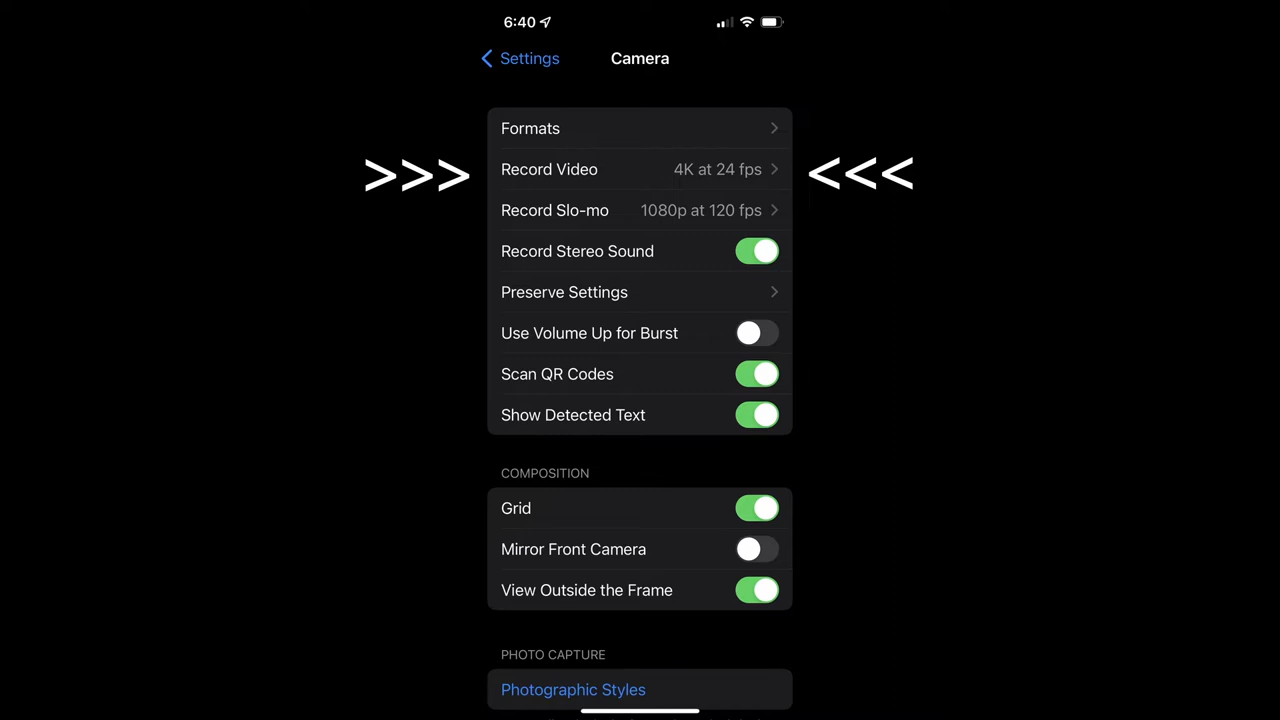 6:40
Settings
Camera
Formats
>>> Record Video 4K at 24 fps <<<
Record Slo-mo 1080p at 120 fps
Record Stereo Sound
Preserve Settings
Use Volume Up for Burst
Scan QR Codes
Show Detected Text
COMPOSITION
Grid
Mirror Front Camera
View Outside the Frame
PHOTO CAPTURE
Photographic Styles